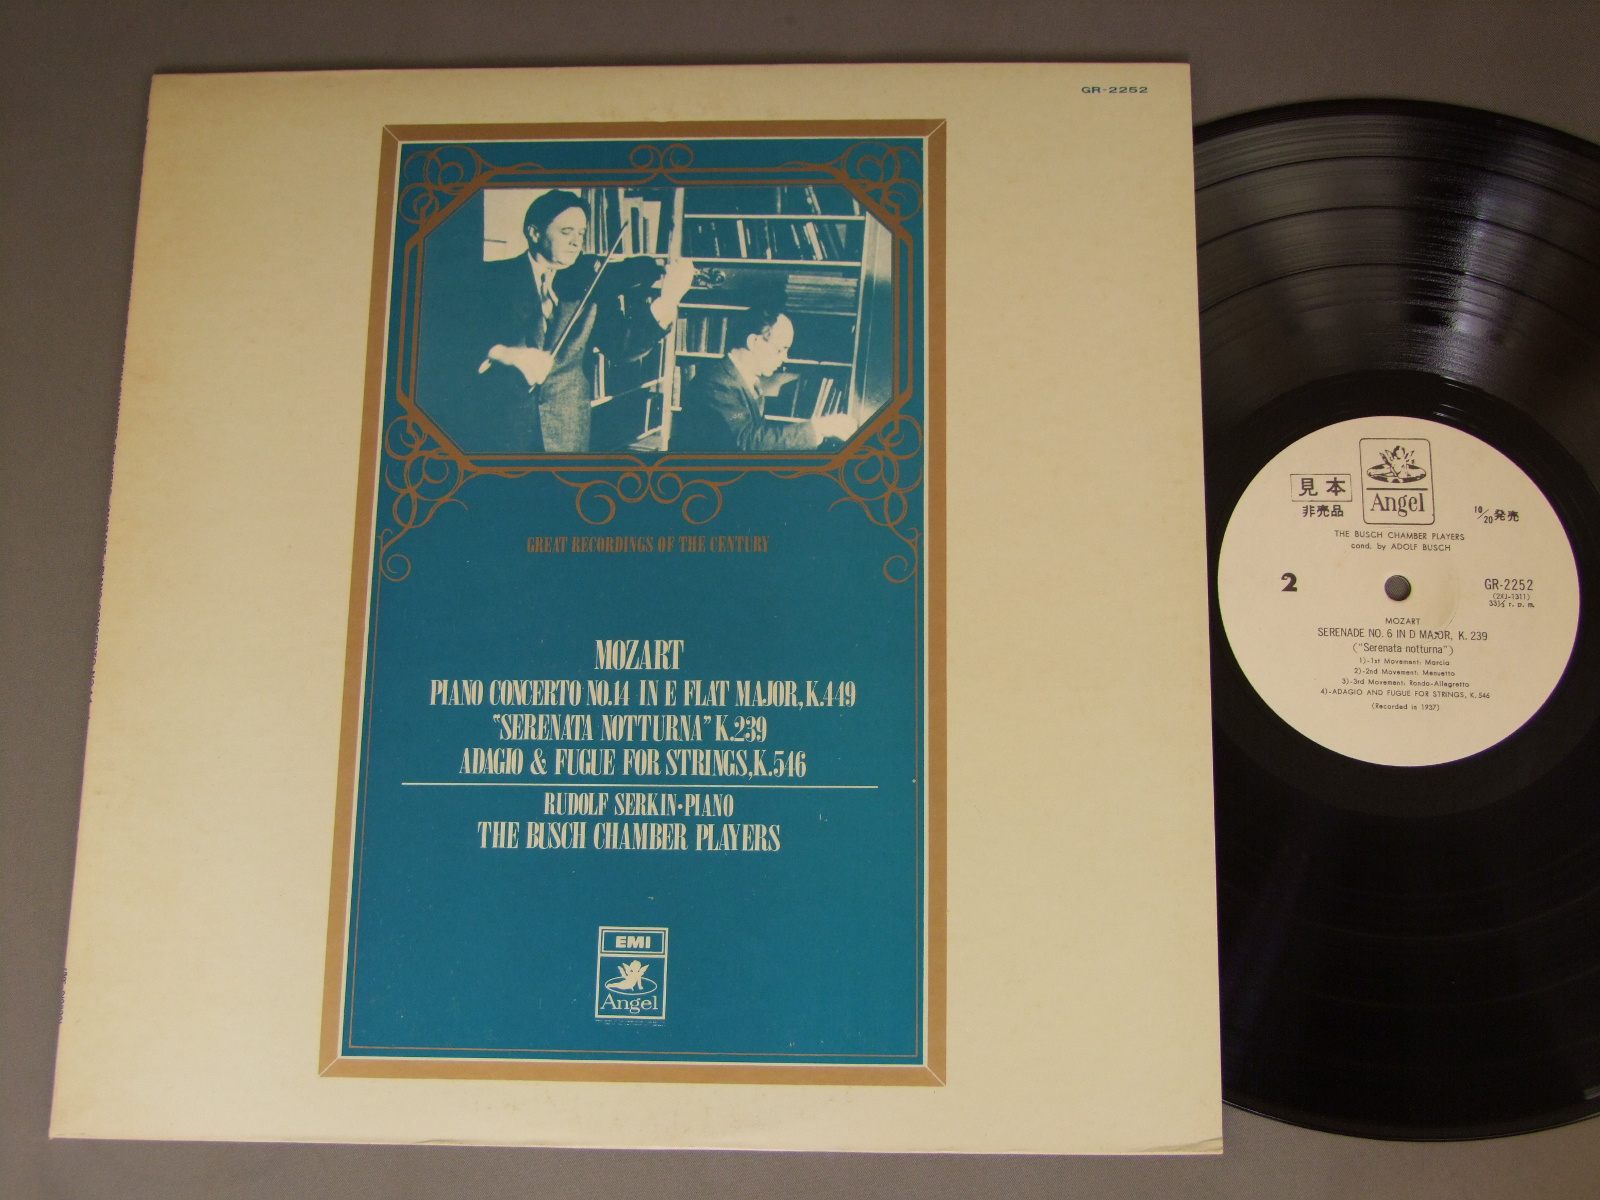 GR-2252
GREAT RECORDINGS OF THE CENTURY
MOZART
PIANO CONCERTO NO.14 IN E FLAT MAJOR, K.449
"SERENATA NOTTURNA" K.239
ADAGIO & FUGUE FOR STRINGS, K.546
RUDOLF SERKIN·PIANO
THE BUSCH CHAMBER PLAYERS
EMI
Angel
見本
非売品
Angel
10/20発売
THE BUSCH CHAMBER PLAYERS
cond. by ADOLF BUSCH
2
GR-2252
(2XJ-1311)
33⅓ r. p. m.
MOZART
SERENADE NO. 6 IN D MAJOR, K. 239
("Serenata notturna")
1)-1st Movement: Marcia
2)-2nd Movement: Menuetto
3)-3rd Movement: Rondo-Allegretto
4)-ADAGIO AND FUGUE FOR STRINGS, K. 546
(Recorded in 1937)